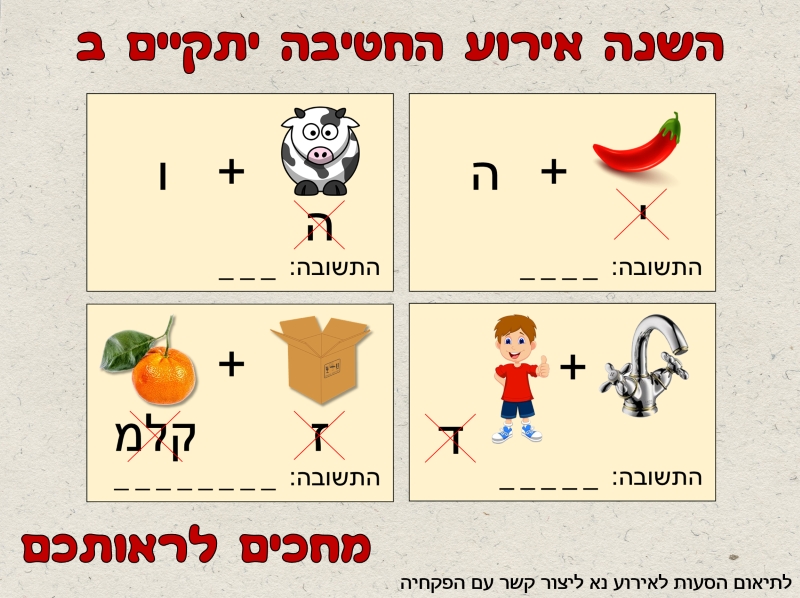 השנה אירוע החטיבה יתקיים ב
ה +
י
התשובה: _ _ _ _
+ ו
ה
התשובה: _ _ _
+
ד
התשובה: _ _ _ _ _
+
ז
קלמ
התשובה: _ _ _ _ _ _ _ _
מחכים לראותכם
לתיאום הסעות לאירוע נא ליצור קשר עם הפקחיה